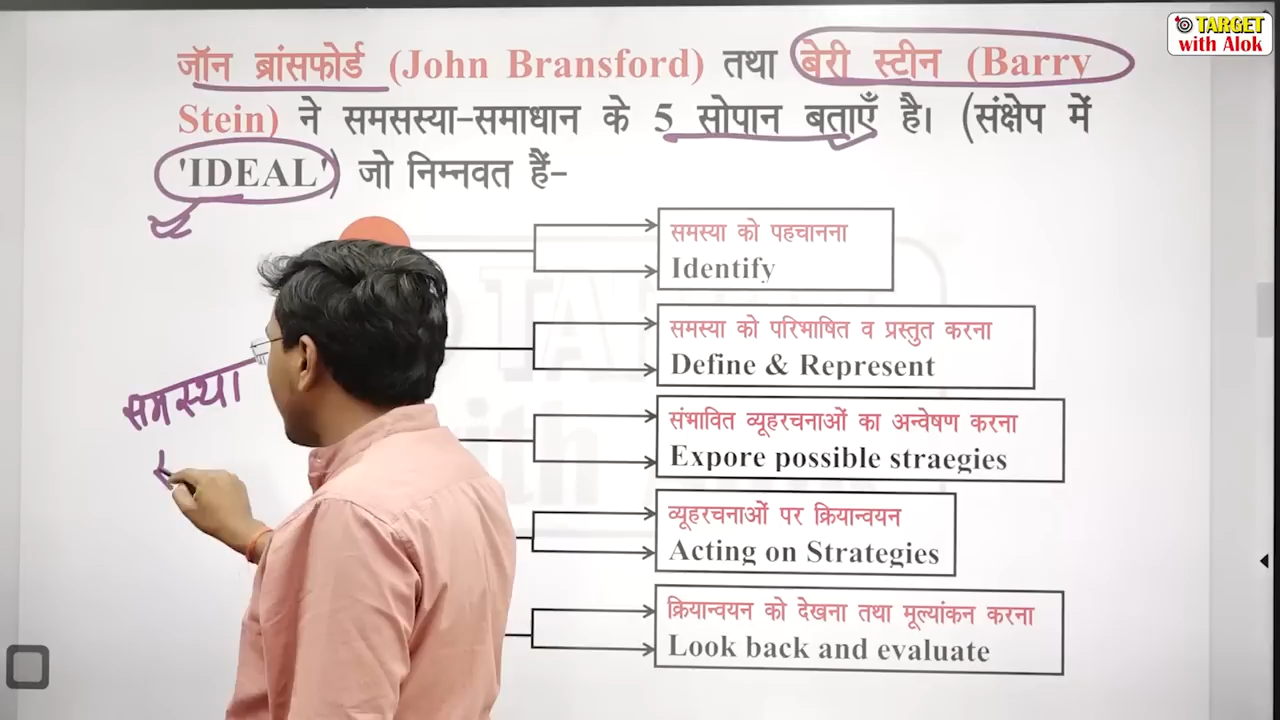 TARGET
with Alok
जॉन ब्रांसफोर्ड (John Bransford) तथा बेरी स्टीन (Barry
Stein) ने समसस्या-समाधान के 5 सोपान बताएँ है। (संक्षेप में
'IDEAL') जो निम्नवत हैं-
समस्या को पहचानना
Identify
समस्या को परिभाषित व प्रस्तुत करना
Define & Represent
समस्या
संभावित व्यूहरचनाओं का अन्वेषण करना
Expore possible straegies
व्यूहरचनाओं पर क्रियान्वयन
Acting on Strategies
क्रियान्वयन को देखना तथा मूल्यांकन करना
Look back and evaluate